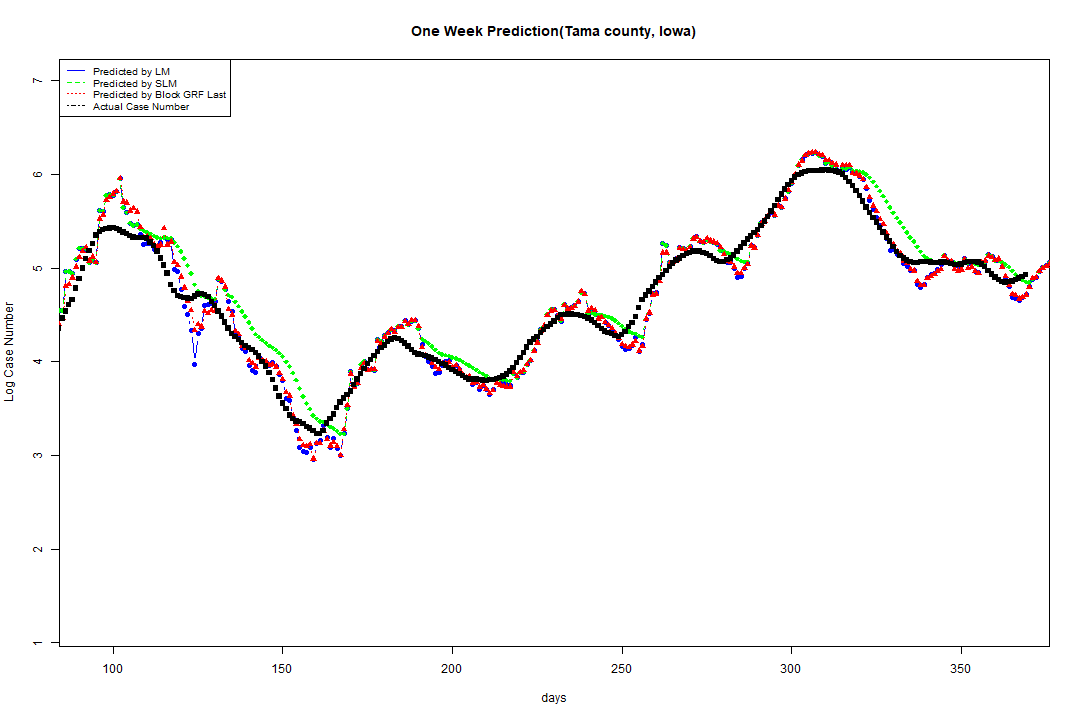 One Week Prediction(Tama county, Iowa)
Predicted by LM
Predicted by SLM
Predicted by Block GRF Last
Actual Case Number
7
6
5
4
3
2
1
Log Case Number
100 150 200 250 300 350
days